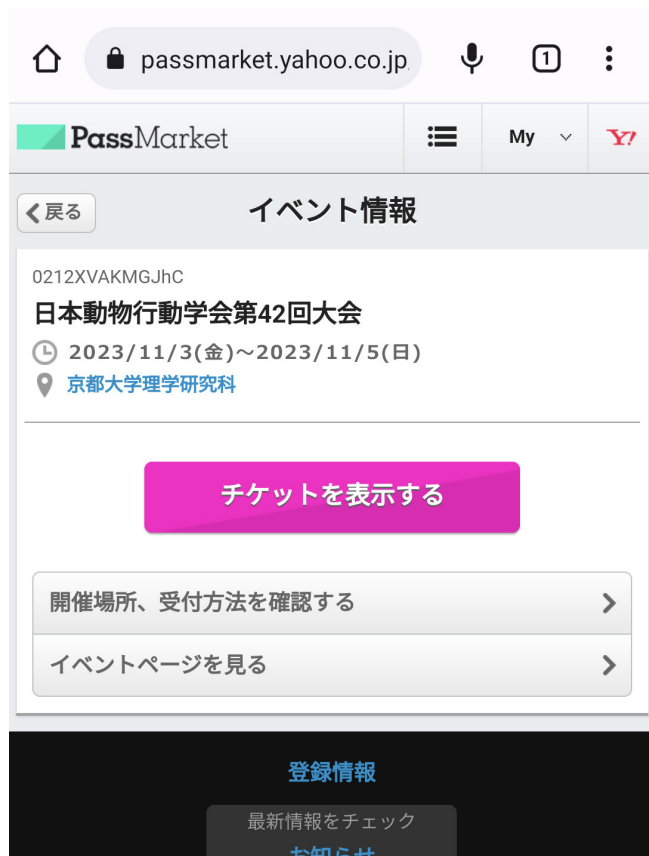 passmarket.yahoo.co.jp
1
PassMarket
My
Y!
戻る
イベント情報
0212XVAKMGJhC
日本動物行動学会第42回大会
2023/11/3(金)~2023/11/5(日)
京都大学理学研究科
チケットを表示する
開催場所、受付方法を確認する
イベントページを見る
登録情報
最新情報をチェック
お知らせ